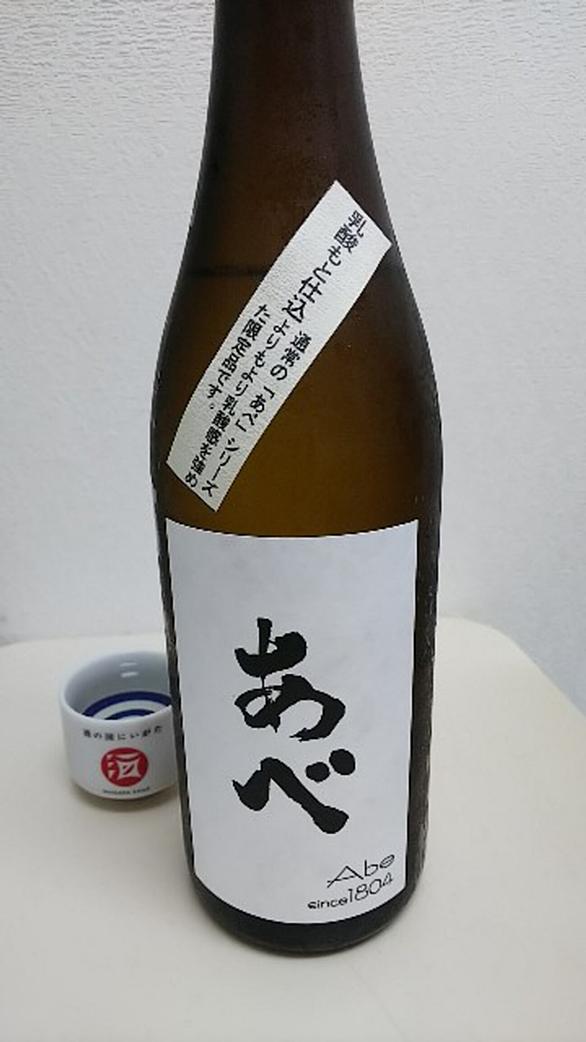 乳酸もと仕込
通常の「あべ」シリーズ
よりもより乳酸感を強め
た限定品です。
あべ
Abe
since1804
酒の国にいがた
酒